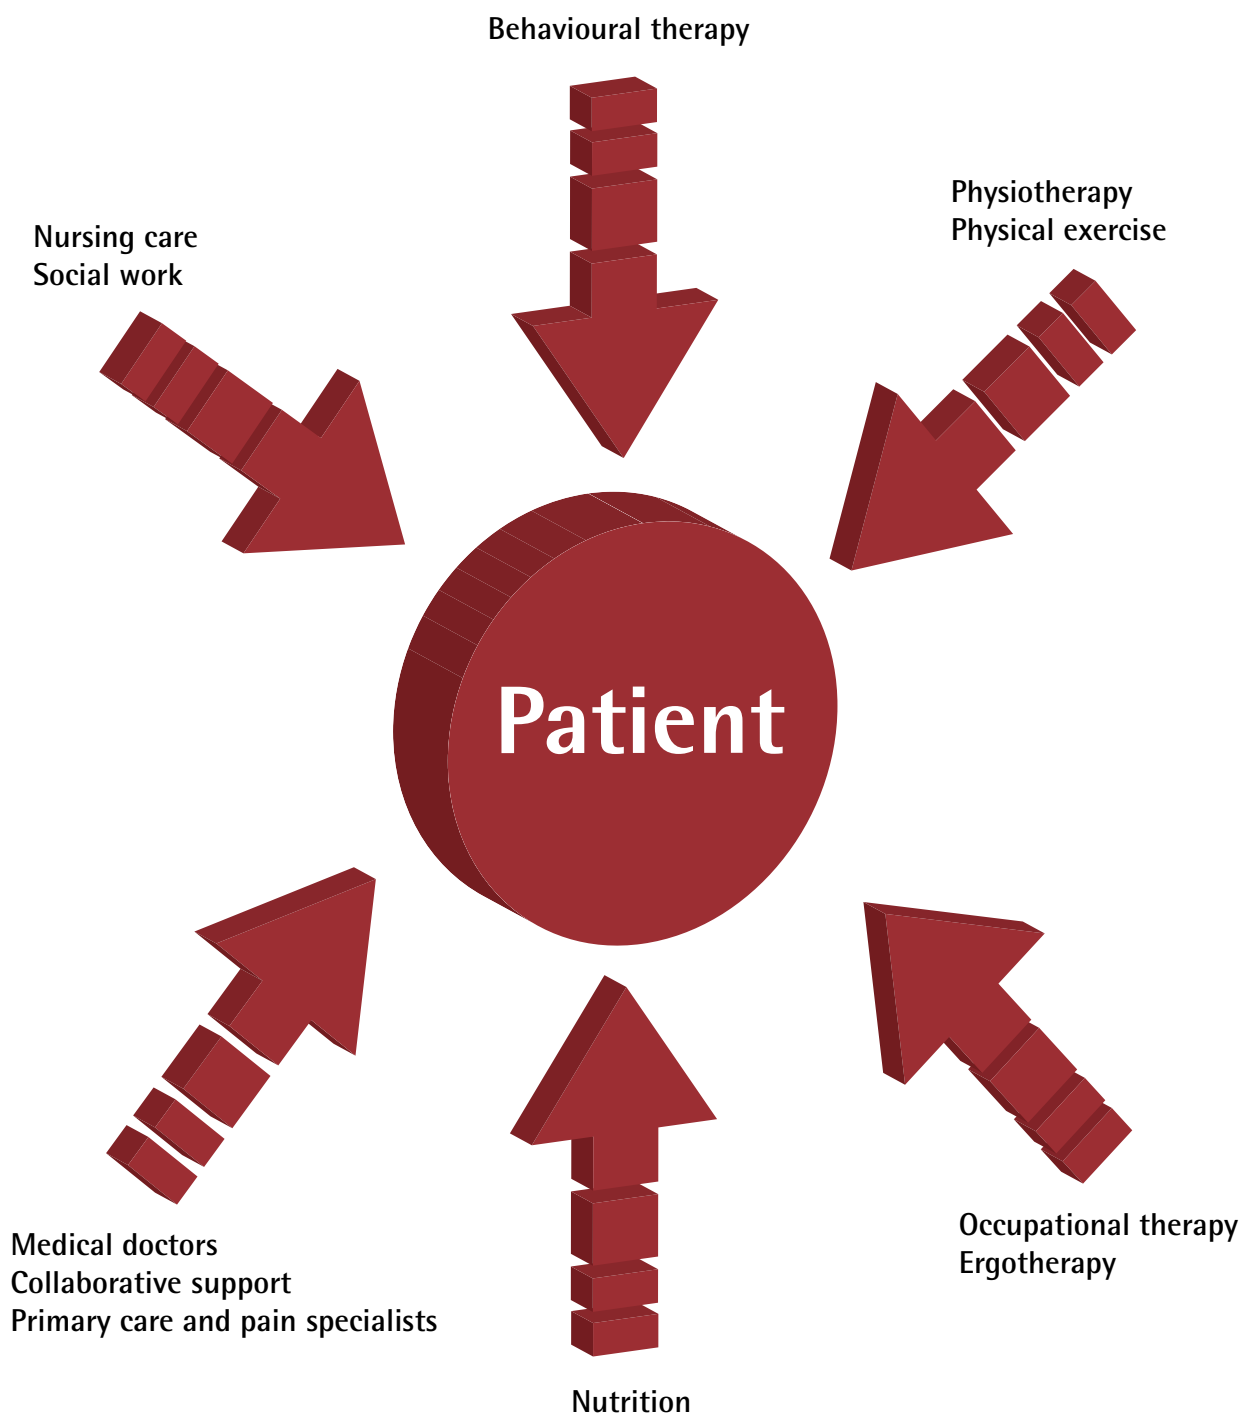 Behavioural therapy
Physiotherapy
Physical exercise
Nursing care
Social work
Patient
Occupational therapy
Ergotherapy
Medical doctors
Collaborative support
Primary care and pain specialists
Nutrition